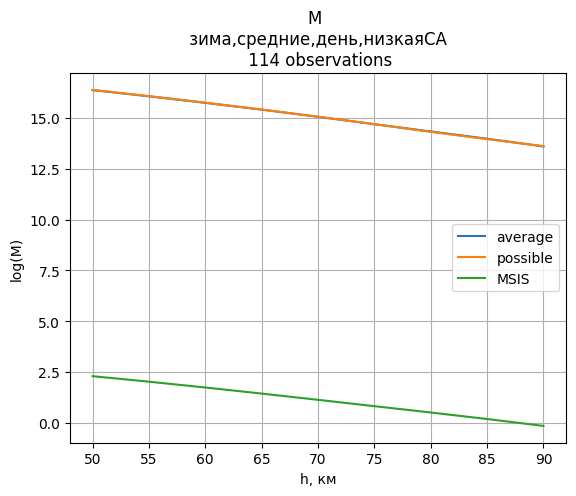 M
зима,средние,день,низкаяСА
114 observations
log(M)
15.0
12.5
10.0
7.5
5.0
2.5
0.0
average
possible
MSIS
50 55 60 65 70 75 80 85 90
h, км